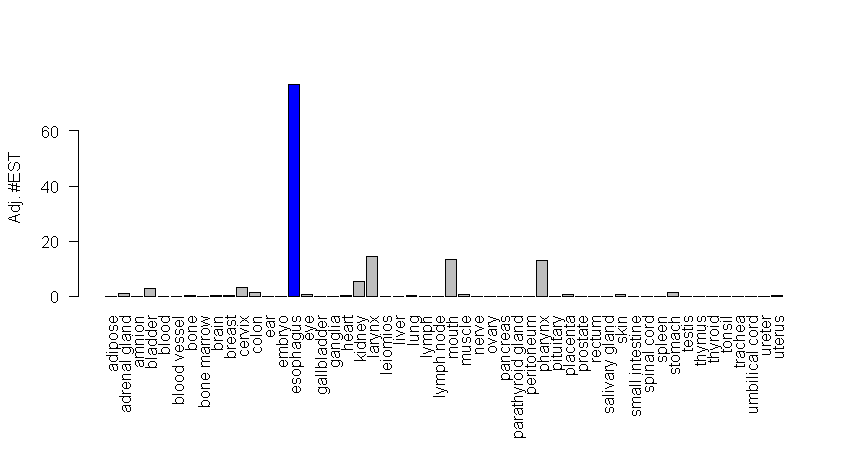 Adj. #EST
60
40
20
0
adipose
adrenal gland
amnion
bladder
blood
blood vessel
bone
bone marrow
brain
breast
cervix
colon
ear
embryo
esophagus
eye
gallbladder
ganglia
heart
kidney
larynx
leiomios
liver
lung
lymph
lymph node
mouth
muscle
nerve
ovary
pancreas
parathyroid gland
peritoneum
pharynx
pituitary
placenta
prostate
rectum
salivary gland
skin
small intestine
spinal cord
spleen
stomach
testis
thymus
thyroid
tonsil
trachea
umbilical cord
ureter
uterus